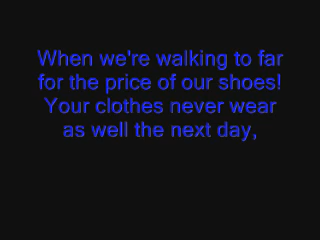 When we're walking to far
for the price of our shoes!
Your clothes never wear
as well the next day,